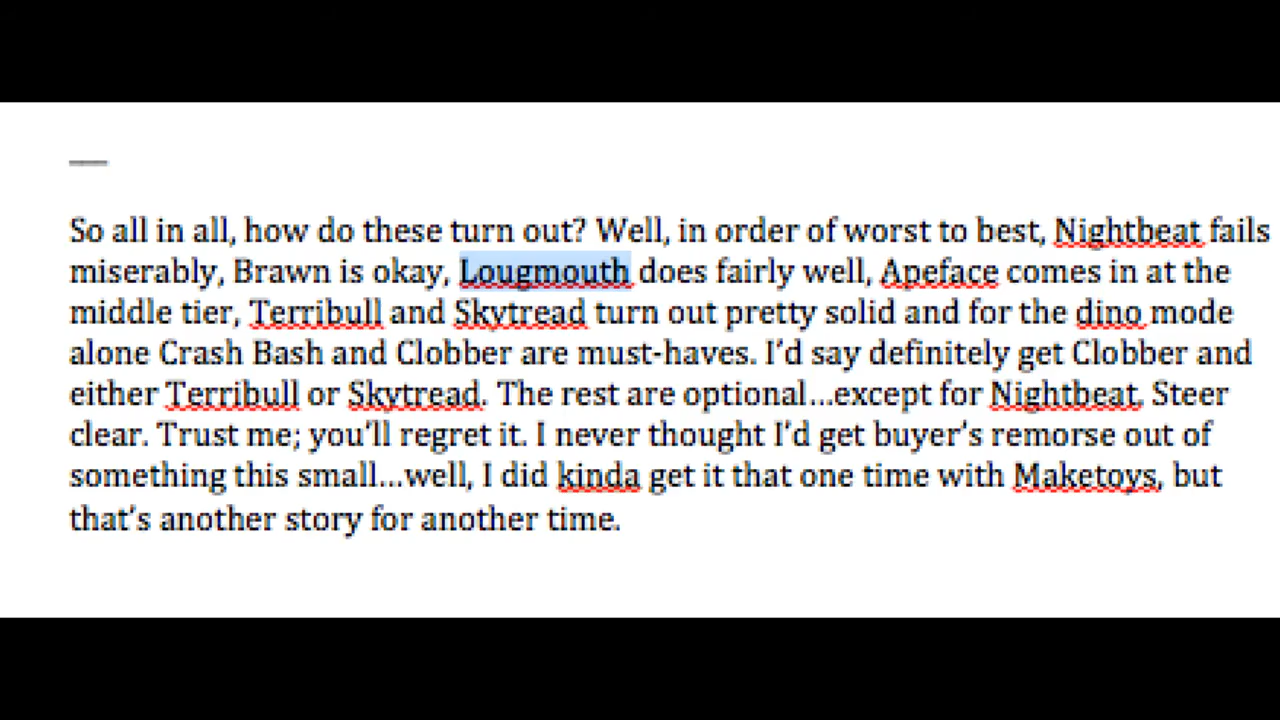 So all in all, how do these turn out? Well, in order of worst to best, Nightbeat fails
miserably, Brawn is okay, Lougmouth does fairly well, Apeface comes in at the
middle tier, Terribull and Skytread turn out pretty solid and for the dino mode
alone Crash Bash and Clobber are must-haves. I’d say definitely get Clobber and
either Terribull or Skytread. The rest are optional…except for Nightbeat. Steer
clear. Trust me; you’ll regret it. I never thought I’d get buyer’s remorse out of
something this small…well, I did kinda get it that one time with Maketoys, but
that’s another story for another time.